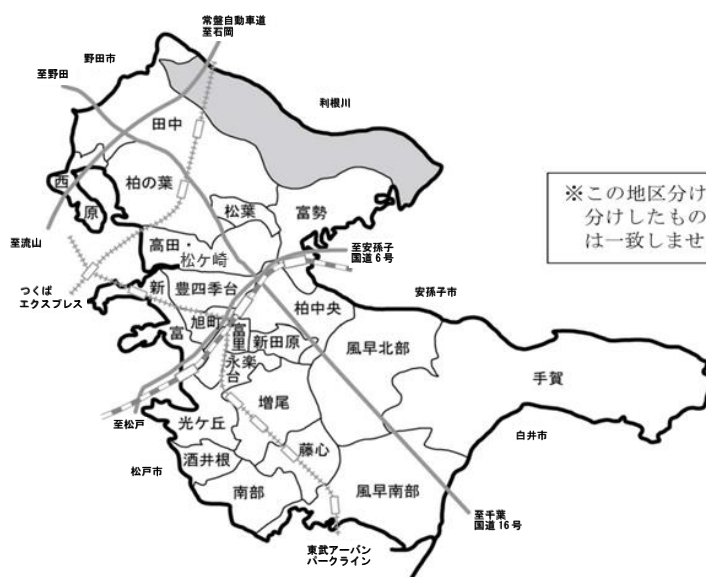 常盤自動車道
至石岡
野田市
至野田
利根川
田中
西
原
柏の葉
松葉
富勢
※この地区分け
分けしたもの
は一致しませ
至流山
高田・
松ケ崎
至安孫子
国道6号
つくば
エクスプレス
新
富
豊四季台
安孫子市
柏中央
旭町
富里
新田原
風早北部
永楽台
手賀
増尾
至松戸
光ケ丘
白井市
藤心
酒井根
松戸市
南部
風早南部
至千葉
国道16号
東武アーバン
パークライン